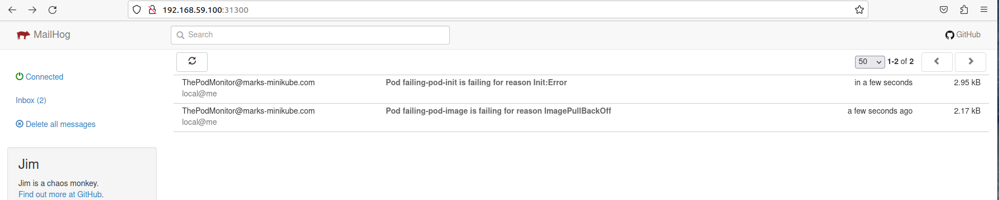 192.168.59.100:31300
MailHog
Search
GitHub
Connected
50 1-2 of 2
Inbox (2)
ThePodMonitor@marks-minikube.com Pod failing-pod-init is failing for reason Init:Error in a few seconds 2.95 kB
local@me
ThePodMonitor@marks-minikube.com Pod failing-pod-image is failing for reason ImagePullBackOff a few seconds ago 2.17 kB
local@me
Delete all messages
Jim
Jim is a chaos monkey.
Find out more at GitHub.